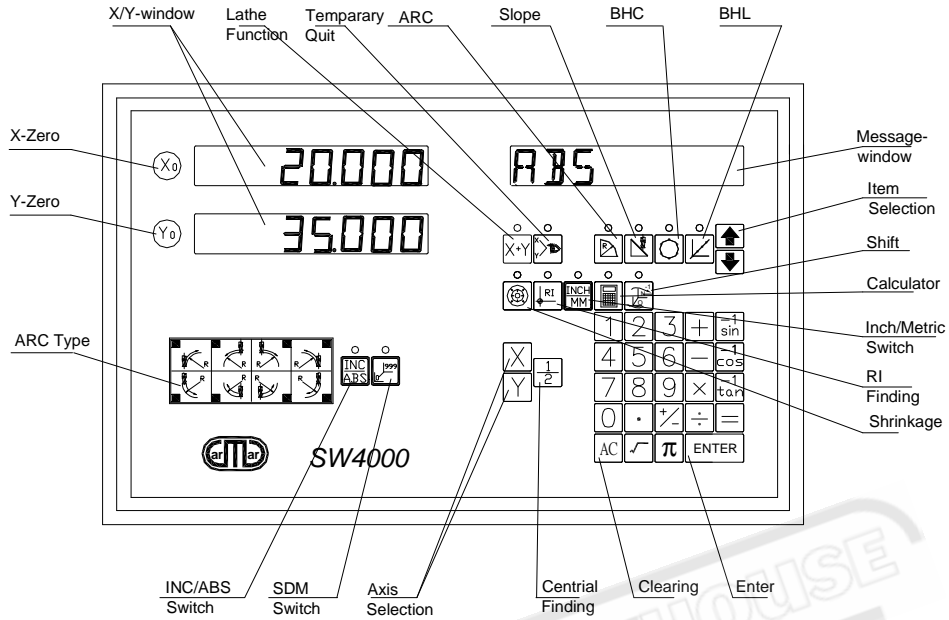 X/Y-window
Lathe
Function
Temparary
Quit
ARC
Slope
BHC
BHL
X-Zero
X0
20.000
ABS
Message-
window
Y-Zero
Y0
35.000
Item
Selection
X+Y
X
Y
R
Shift
RI
INCH
MM
N-1
Calculator
ARC Type
R R R R
R R R R
INC
ABS
999
X
Y
1
2
1 2 3 + -1 sin
4 5 6 - -1 cos
7 8 9 × -1 tan
0 . +/- ÷ =
AC √ π ENTER
Inch/Metric
Switch
RI
Finding
Shrinkage
ar m ar
SW4000
INC/ABS
Switch
SDM
Switch
Axis
Selection
Centrial
Finding
Clearing
Enter